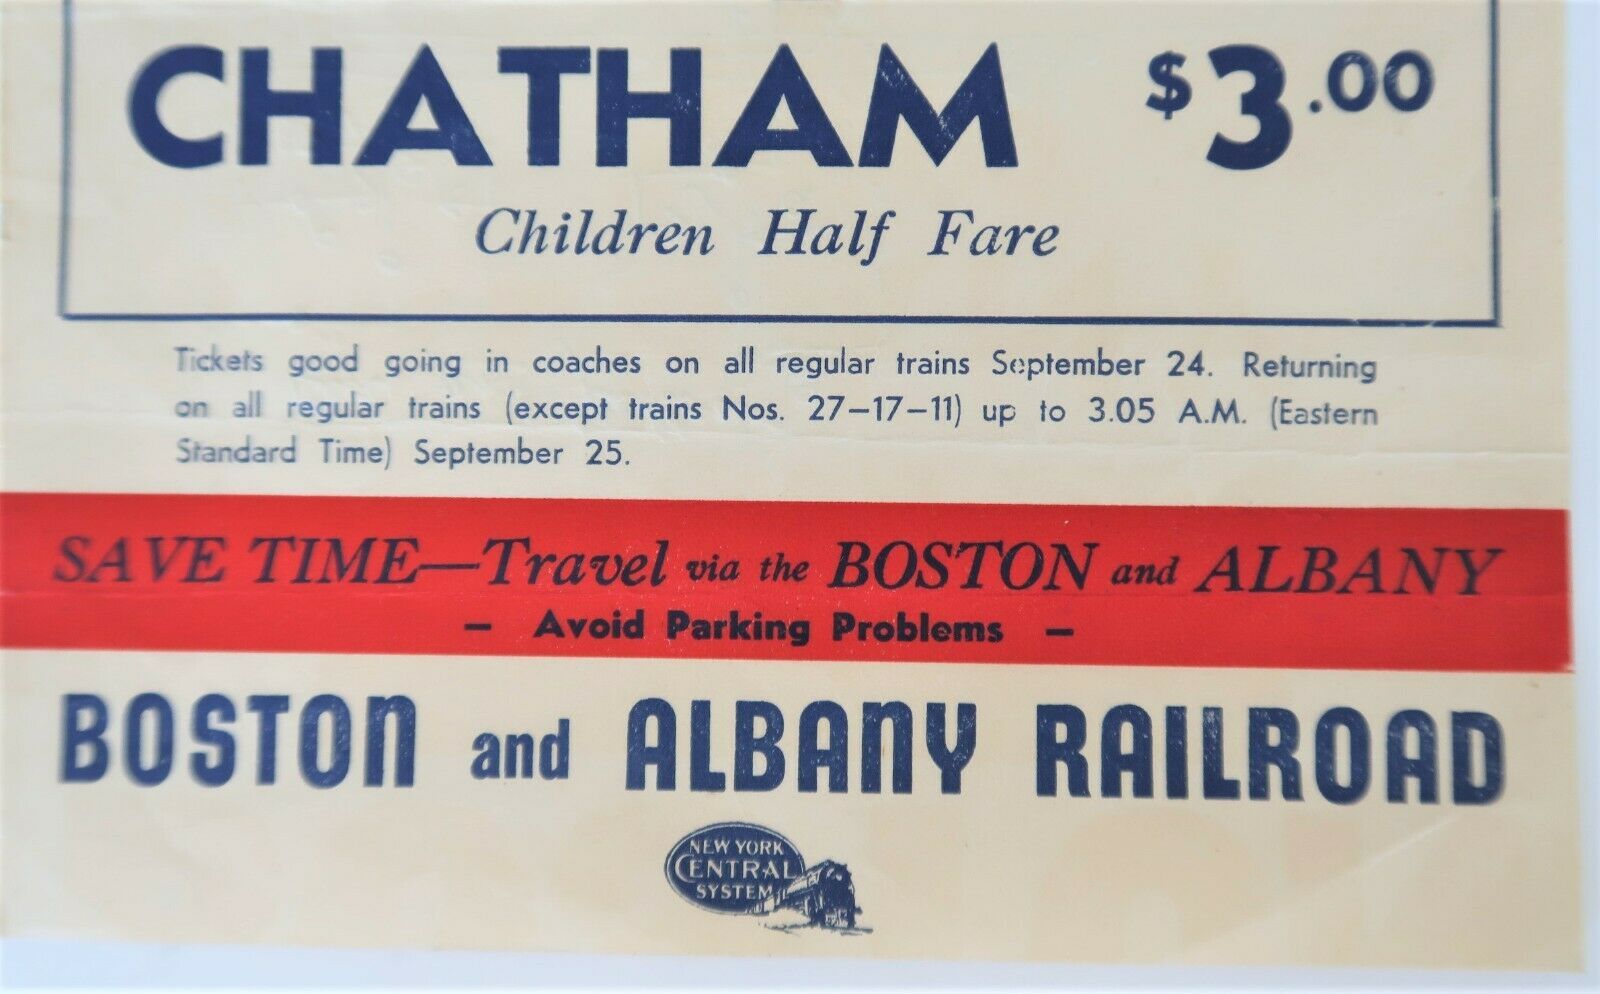 CHATHAM $3.00
Children Half Fare
Tickets good going in coaches on all regular trains September 24. Returning
on all regular trains (except trains Nos. 27-17-11) up to 3.05 A.M. (Eastern
Standard Time) September 25.
SAVE TIME—Travel via the BOSTON and ALBANY
- Avoid Parking Problems -
BOSTON and ALBANY RAILROAD
NEW YORK
CENTRAL
SYSTEM